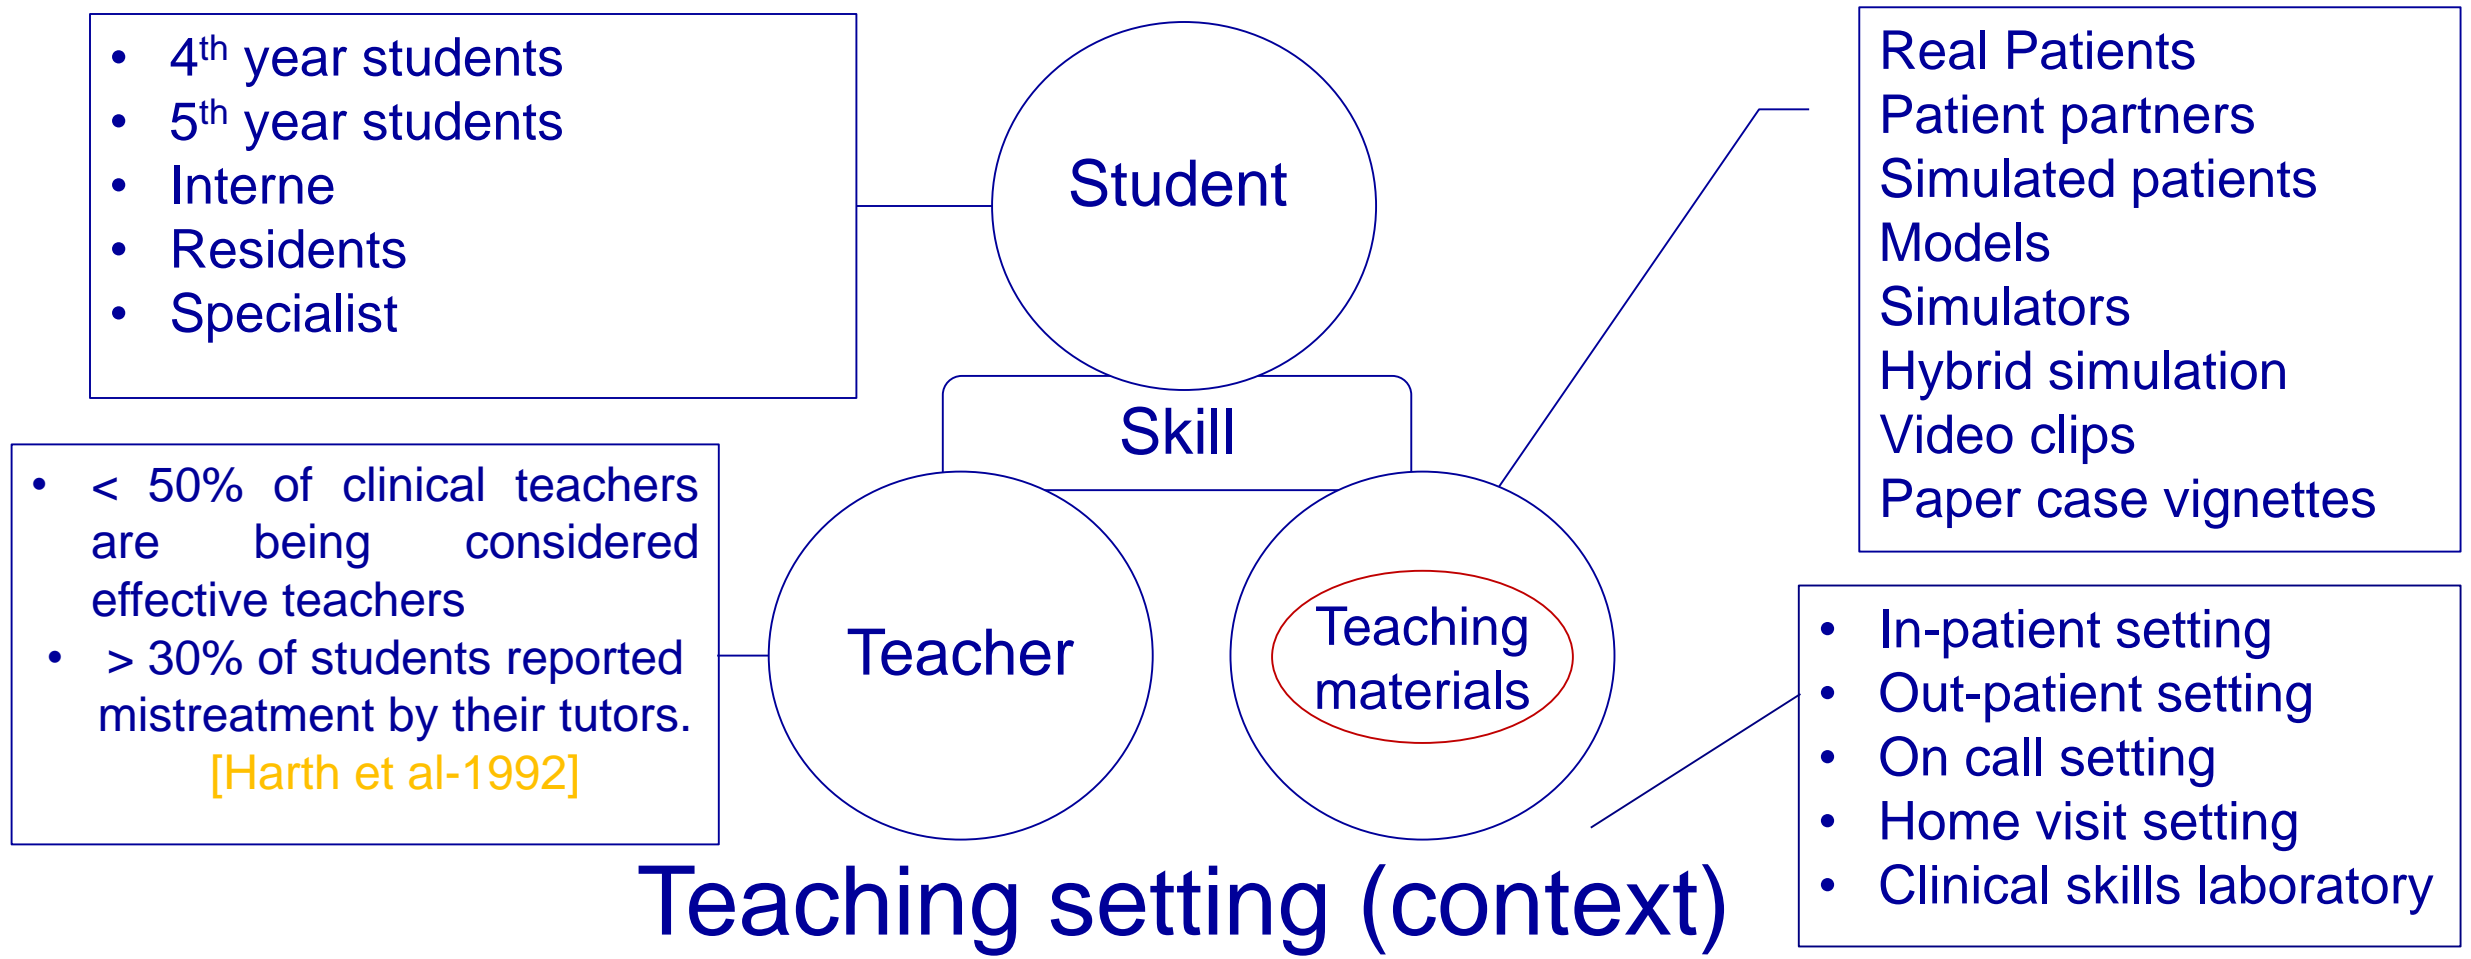 • 4th year students
• 5th year students
• Interne
• Residents
• Specialist
Student
Real Patients
Patient partners
Simulated patients
Models
Simulators
Hybrid simulation
Video clips
Paper case vignettes
Skill
• < 50% of clinical teachers
are being considered
effective teachers
• > 30% of students reported
mistreatment by their tutors.
[Harth et al-1992]
Teacher
Teaching
materials
• In-patient setting
• Out-patient setting
• On call setting
• Home visit setting
• Clinical skills laboratory
Teaching setting (context)